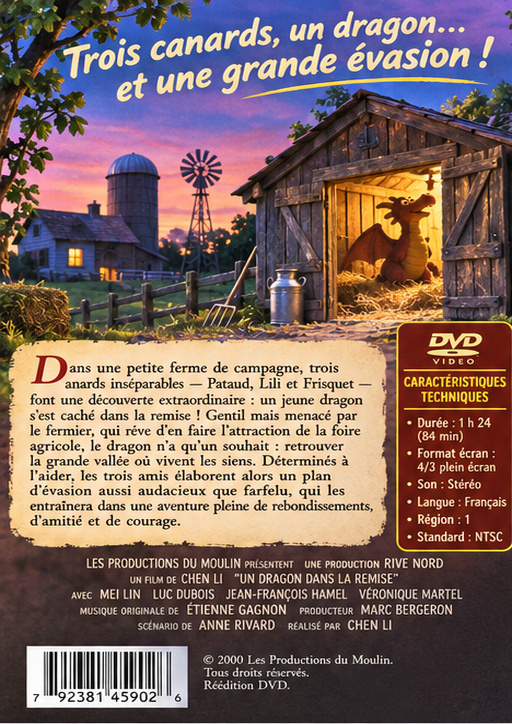 Trois canards, un dragon...
et une grande évasion !
Dans une petite ferme de campagne, trois
anards inséparables — Pataud, Lili et Frisquet —
font une découverte extraordinaire : un jeune dragon
s'est caché dans la remise ! Gentil mais menacé par
le fermier, qui rêve d'en faire l'attraction de la foire
agricole, le dragon n'a qu'un souhait : retrouver
la grande vallée où vivent les siens. Déterminés à
l'aider, les trois amis élaborent alors un plan
d'évasion aussi audacieux que farfelu, qui les
entraînera dans une aventure pleine de rebondissements,
d'amitié et de courage.
DVD
VIDEO
CARACTÉRISTIQUES
TECHNIQUES
• Durée : 1 h 24
(84 min)
• Format écran :
4/3 plein écran
• Son : Stéréo
• Langue : Français
• Région : 1
• Standard : NTSC
LES PRODUCTIONS DU MOULIN PRÉSENTENT UNE PRODUCTION RIVE NORD
UN FILM DE CHEN LI "UN DRAGON DANS LA REMISE"
AVEC MEI LIN LUC DUBOIS JEAN-FRANÇOIS HAMEL VÉRONIQUE MARTEL
MUSIQUE ORIGINALE DE ÉTIENNE GAGNON PRODUCTEUR MARC BERGERON
SCÉNARIO DE ANNE RIVARD RÉALISÉ PAR CHEN LI
7 92381 45902 6
© 2000 Les Productions du Moulin.
Tous droits réservés.
Réédition DVD.